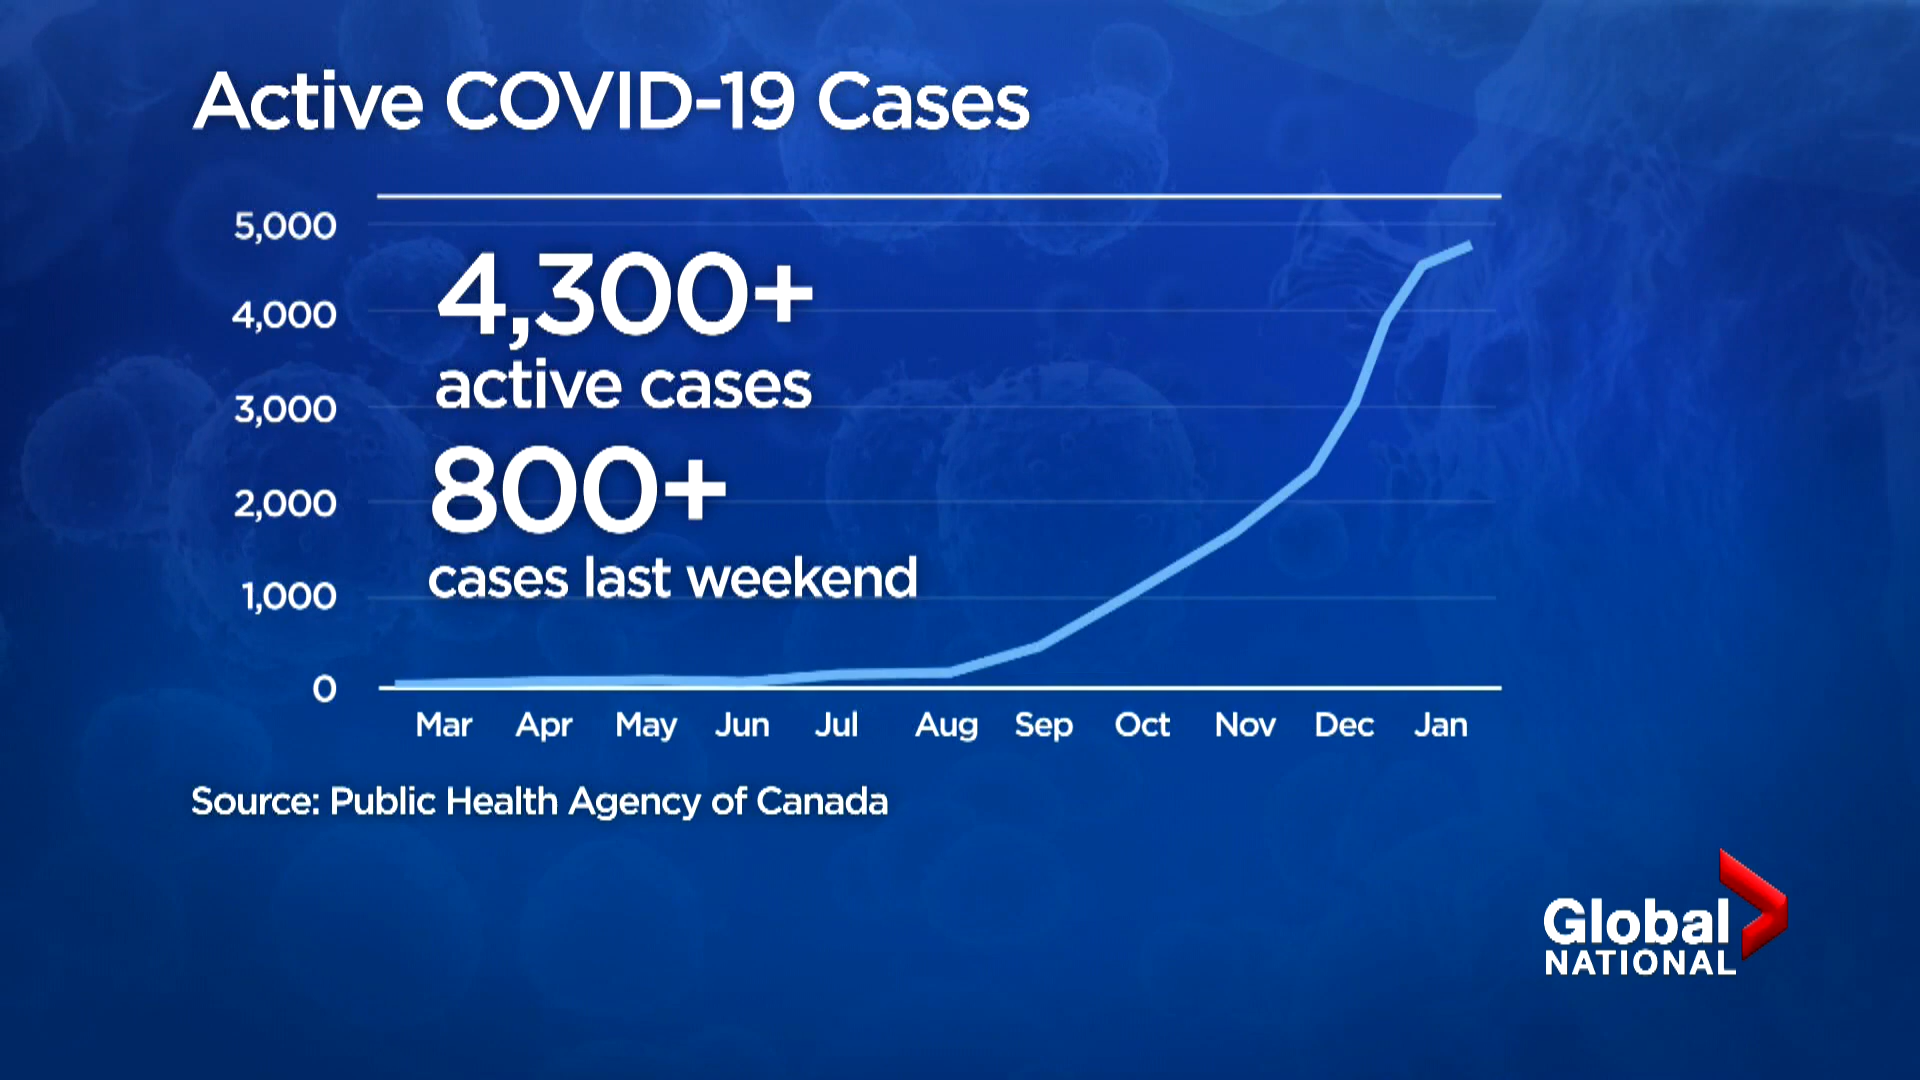 Active COVID-19 Cases
5,000
4,000
3,000
2,000
1,000
0
4,300+
active cases
800+
cases last weekend
Mar Apr May Jun Jul Aug Sep Oct Nov Dec Jan
Source: Public Health Agency of Canada
Global
NATIONAL